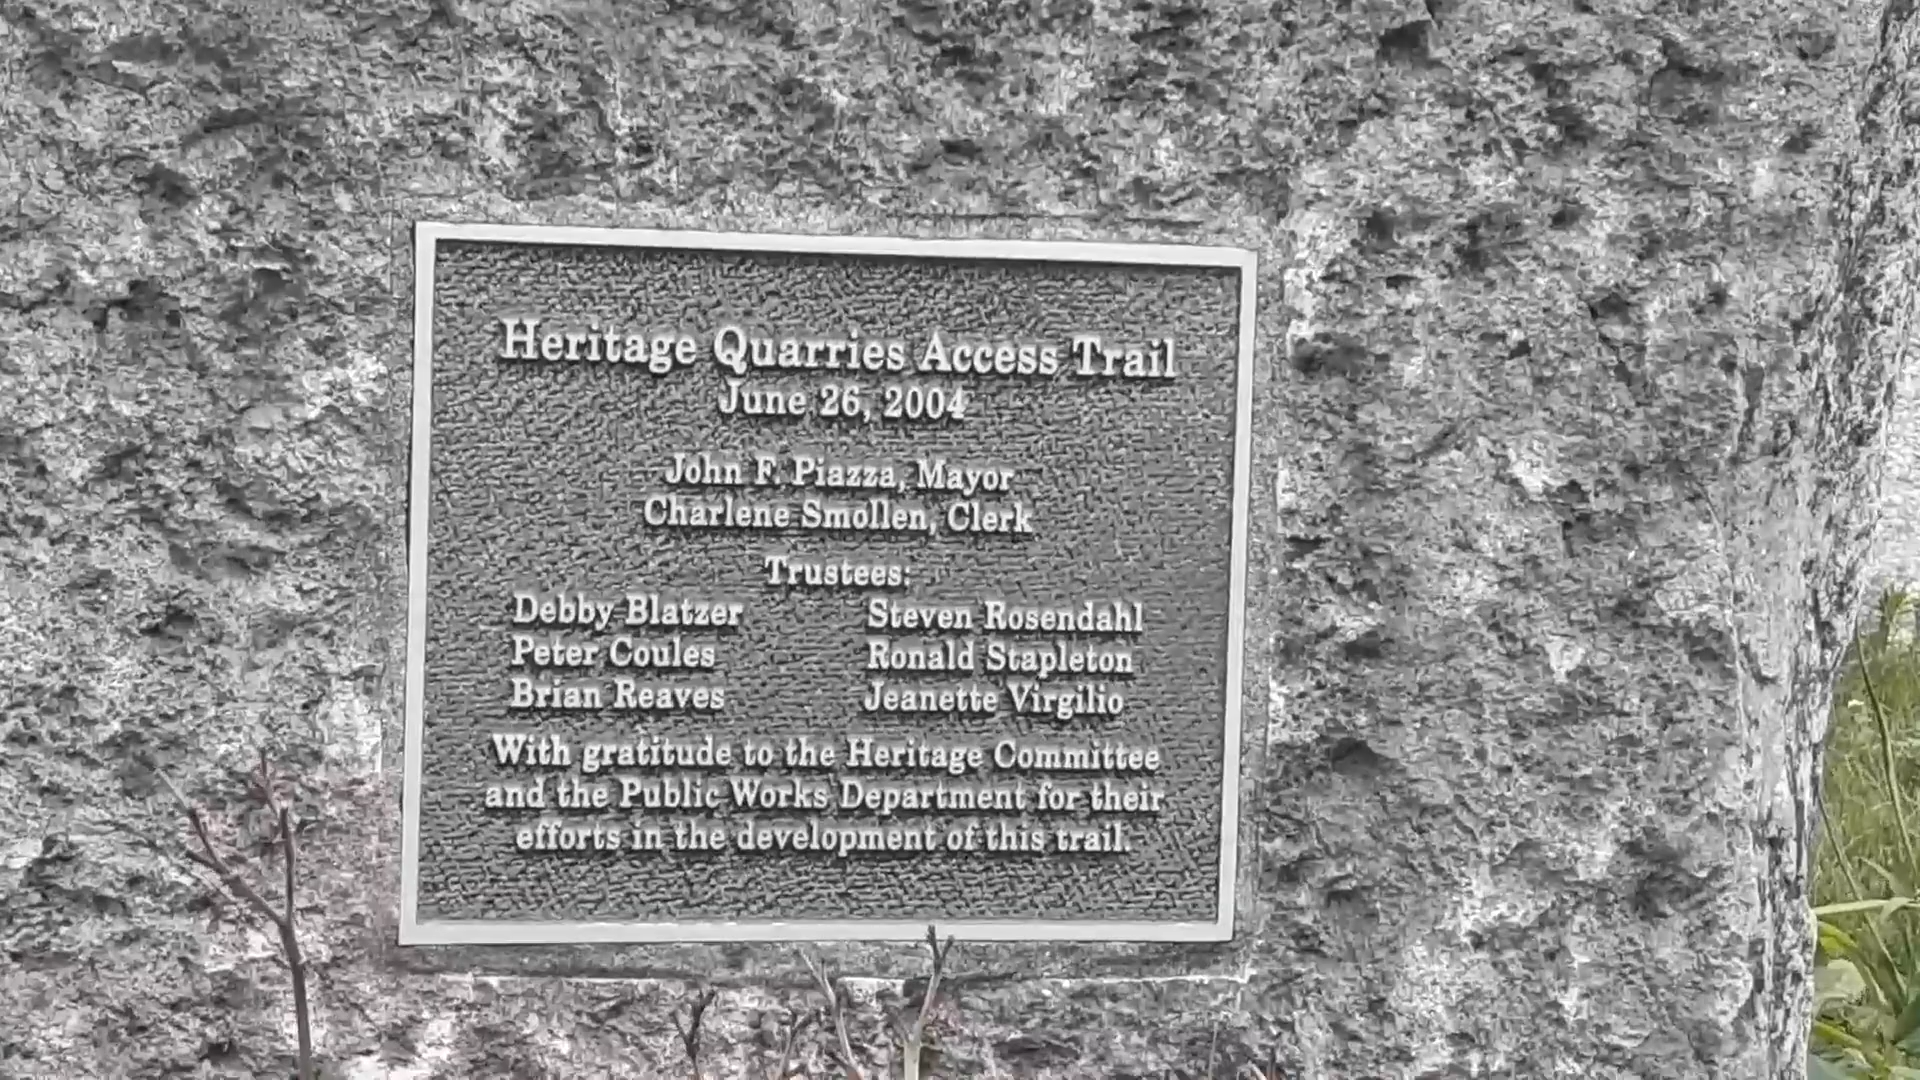 Heritage Quarries Access Trail
June 26, 2004
John F. Piazza, Mayor
Charlene Smollen, Clerk
Trustees:
Debby Blatzer Steven Rosendahl
Peter Coules Ronald Stapleton
Brian Reaves Jeanette Virgilio
With gratitude to the Heritage Committee
and the Public Works Department for their
efforts in the development of this trail.